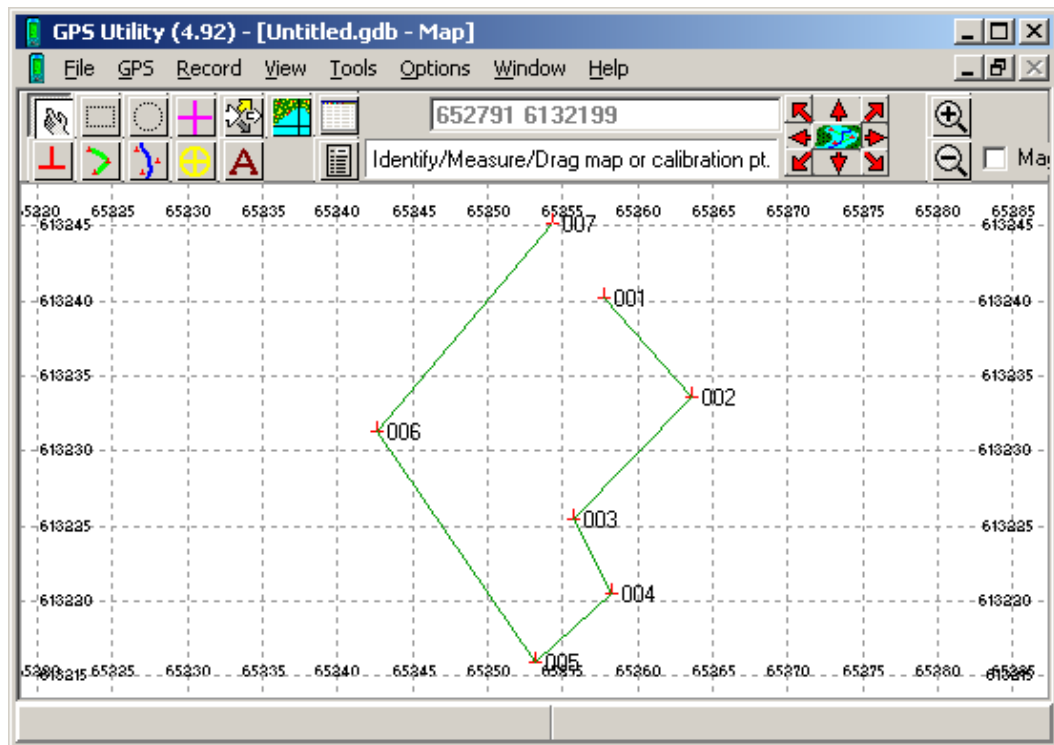 GPS Utility (4.92) - [Untitled.gdb - Map]
File GPS Record View Tools Options Window Help
652791 6132199
A Identify/Measure/Drag map or calibration pt.
65225 65230 65235 65240 65245 65250 65255 65260 65265 65270 65275 65280 65285
613245 007 613245
613240 001 613240
613235 613235
002
006
613230 613230
613225 003 613225
613220 004 613220
005
65225 65230 65235 65240 65245 65250 65260 65265 65270 65275 65280